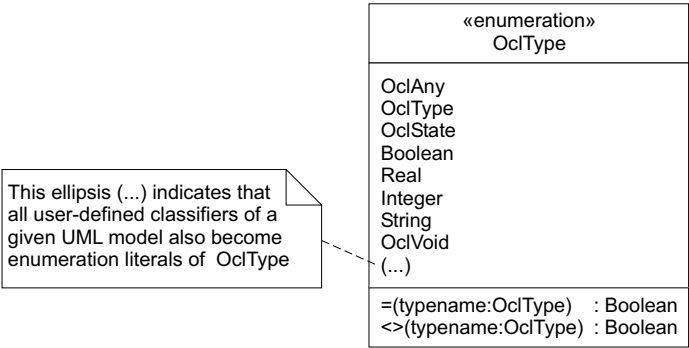 «enumeration»
OclType
OclAny
OclType
OclState
Boolean
Real
Integer
String
OclVoid
(...)
=(typename:OclType) : Boolean
<>(typename:OclType) : Boolean
This ellipsis (...) indicates that
all user-defined classifiers of a
given UML model also become
enumeration literals of OclType